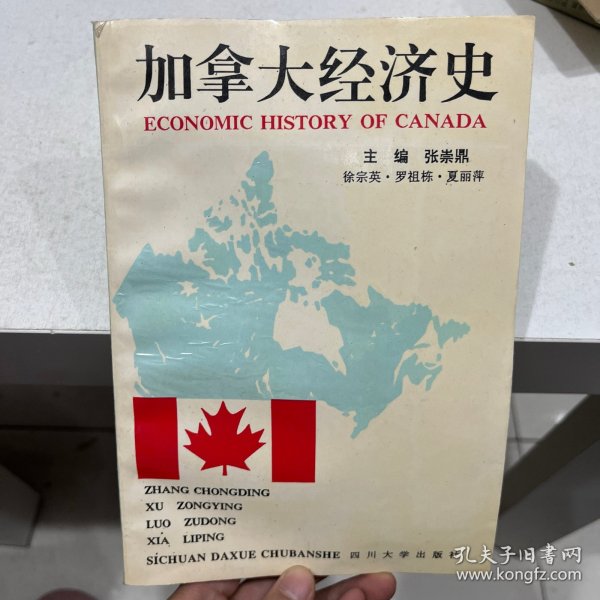 加拿大经济史
ECONOMIC HISTORY OF CANADA
主 编 张崇鼎
徐宗英·罗祖栋·夏丽萍
ZHANG CHONGDING
XU ZONGYING
LUO ZUDONG
XIA LIPING
SICHUAN DAXUE CHUBANSHE 四川大学出版社
孔夫子旧书网
www.kongfz.com